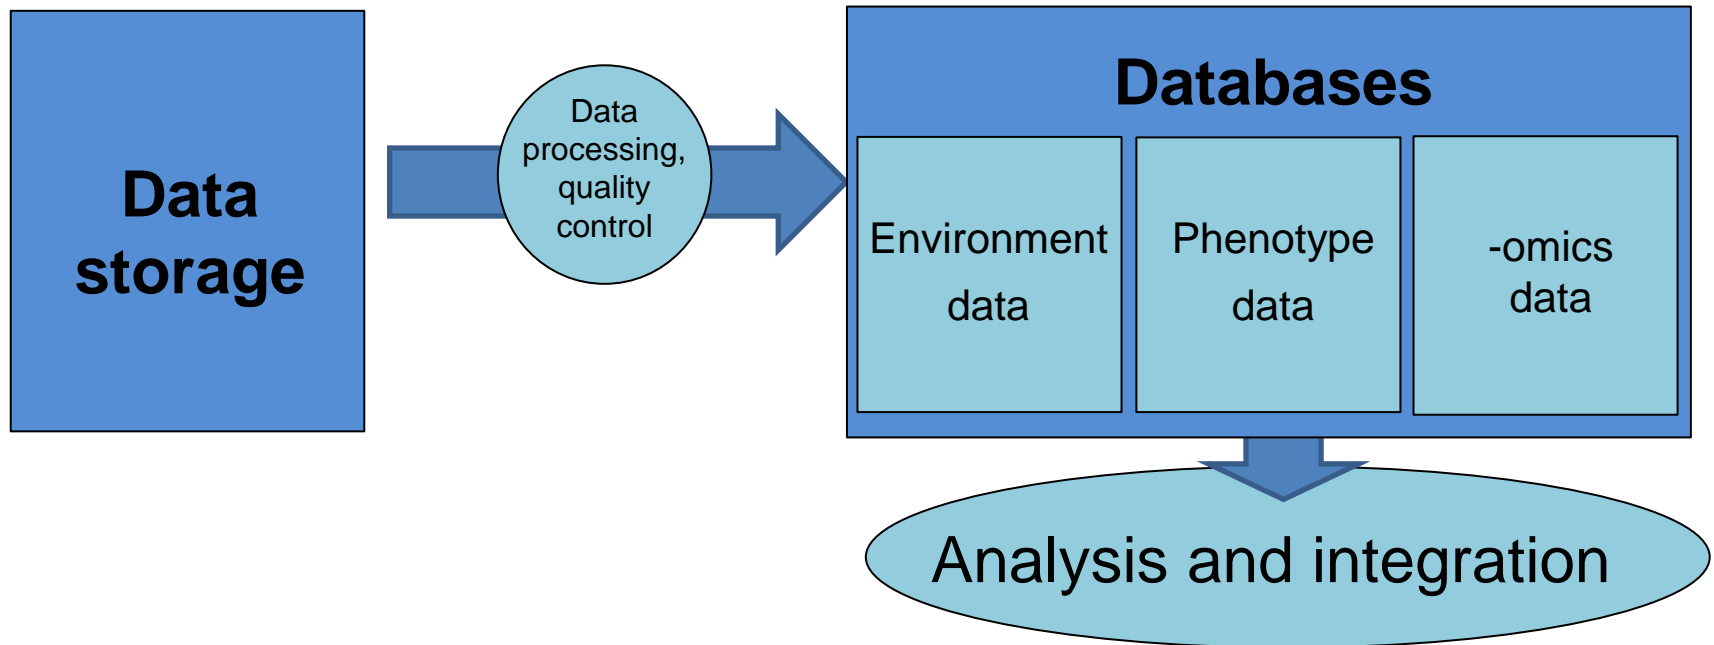 Data
storage
Data
processing,
quality
control
Databases
Environment
data
Phenotype
data
-omics
data
Analysis and integration